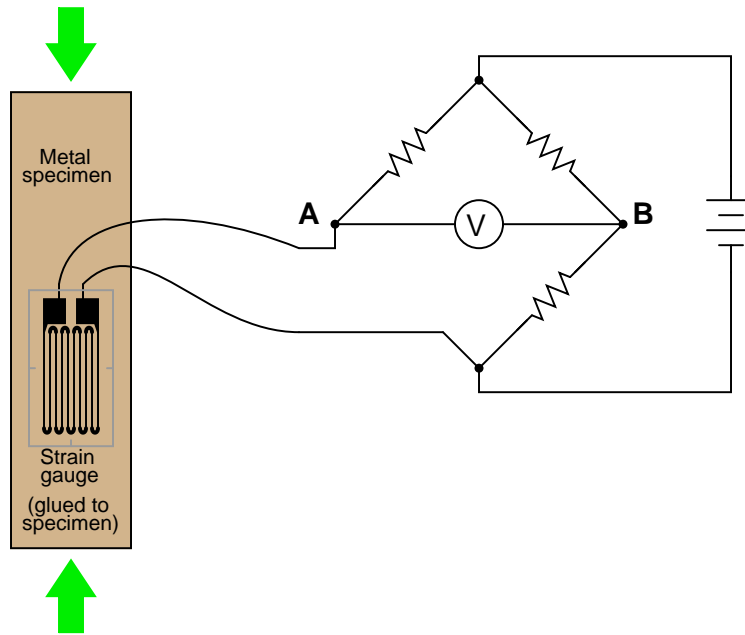 Metal
specimen
A
V
B
Strain
gauge
(glued to
specimen)